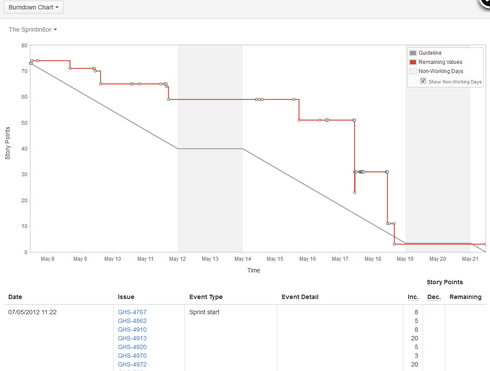 Burndown Chart
The Sprintinitor
80
70
60
50
40
30
20
10
0
Story Points
Guideline
Remaining Values
Non-Working Days
Show Non-Working Days
May 8 May 9 May 10 May 11 May 12 May 13 May 14 May 15 May 16 May 17 May 18 May 19 May 20 May 21
Time
Story Points
Date Issue Event Type Event Detail Inc. Dec. Remaining
07/05/2012 11:22 GHS-4767 Sprint start 8
GHS-4862 5
GHS-4910 8
GHS-4913 20
GHS-4920 5
GHS-4970 3
GHS-4972 20